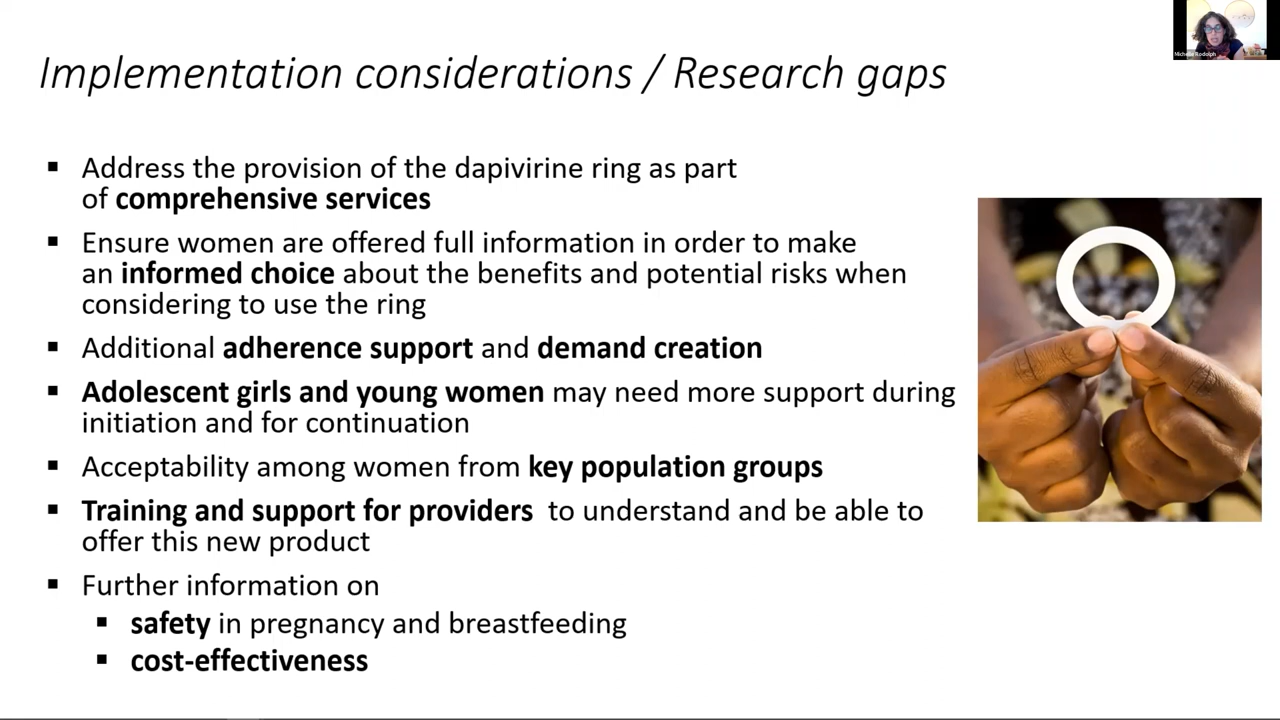 Michelle Rodolph
Implementation considerations / Research gaps
▪ Address the provision of the dapivirine ring as part
of comprehensive services
▪ Ensure women are offered full information in order to make
an informed choice about the benefits and potential risks when
considering to use the ring
▪ Additional adherence support and demand creation
▪ Adolescent girls and young women may need more support during
initiation and for continuation
▪ Acceptability among women from key population groups
▪ Training and support for providers to understand and be able to
offer this new product
▪ Further information on
▪ safety in pregnancy and breastfeeding
▪ cost-effectiveness